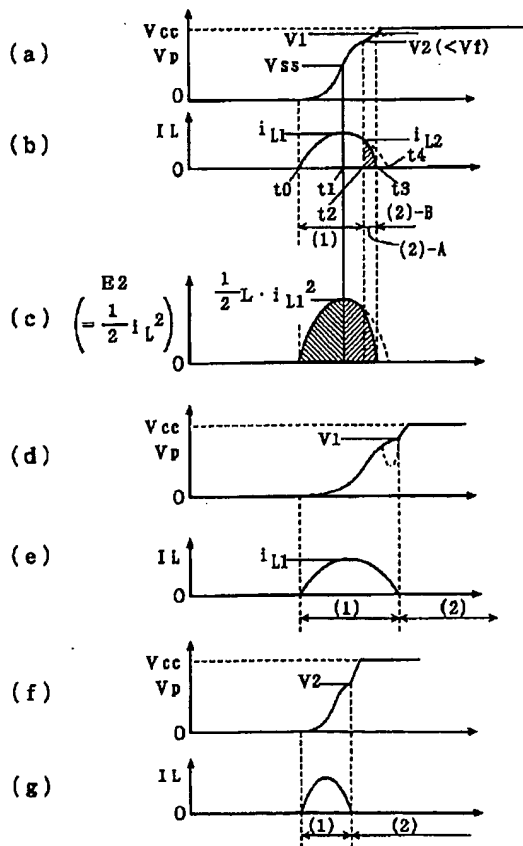 (a)
Vcc
Vp
0
V1
V2(<Vf)
Vss
(b)
IL
0
iL1
iL2
t4
t0
t1
t2
t3
(1)
(2)-B
(2)-A
(c)
E2
(= 1/2 iL²)
0
1/2 L·iL1²
(d)
Vcc
Vp
0
V1
(e)
IL
0
iL1
(1)
(2)
(f)
Vcc
Vp
0
V2
(g)
IL
0
(1)
(2)